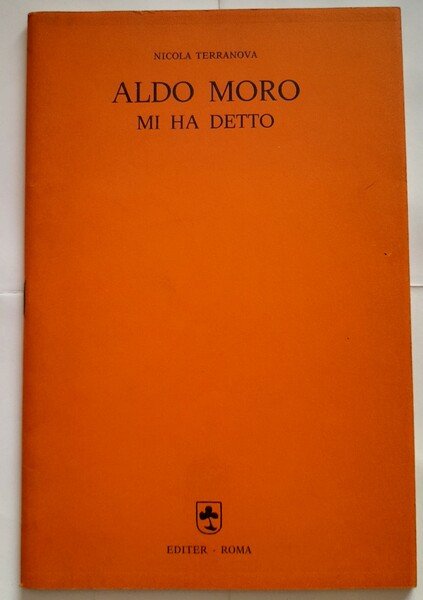 NICOLA TERRANOVA
ALDO MORO
MI HA DETTO
EDITER - ROMA